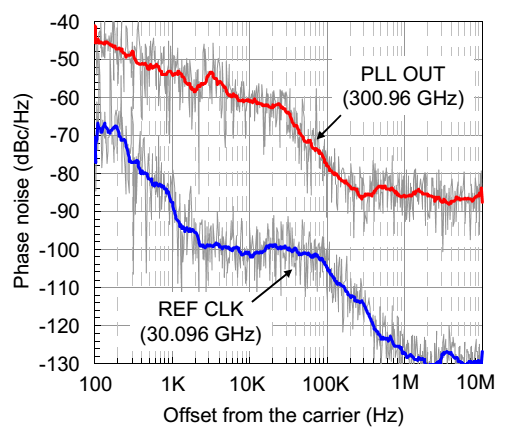 Phase noise (dBc/Hz)
-40
-50
-60
-70
-80
-90
-100
-110
-120
-130
PLL OUT
(300.96 GHz)
REF CLK
(30.096 GHz)
100
1K
10K
100K
1M
10M
Offset from the carrier (Hz)